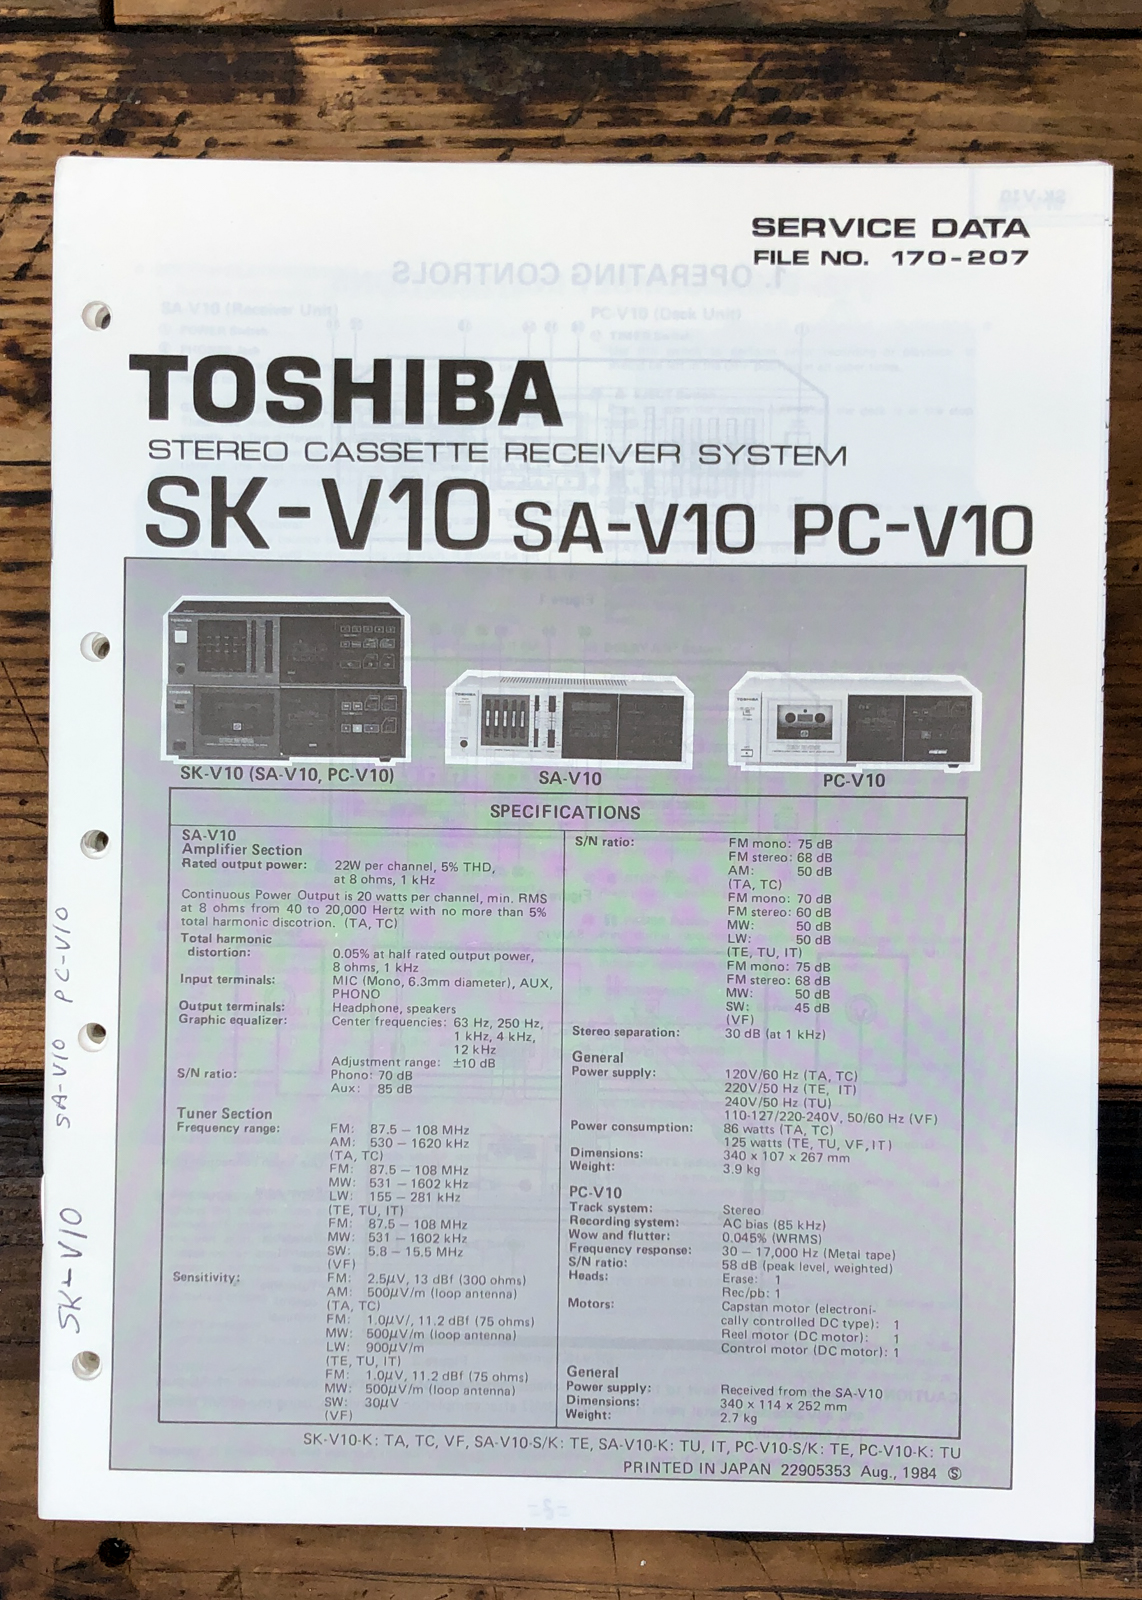 SERVICE DATA
FILE NO. 170-207
TOSHIBA
STEREO CASSETTE RECEIVER SYSTEM
SK-V10 SA-V10 PC-V10
SK-V10 (SA-V10, PC-V10)
SA-V10
PC-V10
SPECIFICATIONS
SA-V10
Amplifier Section
Rated output power: 22W per channel, 5% THD,
at 8 ohms, 1 kHz
Continuous Power Output is 20 watts per channel, min. RMS
at 8 ohms from 40 to 20,000 Hertz with no more than 5%
total harmonic discotrion. (TA, TC)
Total harmonic
distortion: 0.05% at half rated output power,
8 ohms, 1 kHz
Input terminals: MIC (Mono, 6.3mm diameter), AUX,
PHONO
Output terminals: Headphone, speakers
Graphic equalizer: Center frequencies: 63 Hz, 250 Hz,
1 kHz, 4 kHz,
12 kHz
Adjustment range: ±10 dB
S/N ratio: Phono: 70 dB
Aux: 85 dB
Tuner Section
Frequency range: FM: 87.5 – 108 MHz
AM: 530 – 1620 kHz
(TA, TC)
FM: 87.5 – 108 MHz
MW: 531 – 1602 kHz
LW: 155 – 281 kHz
(TE, TU, IT)
FM: 87.5 – 108 MHz
MW: 531 – 1602 kHz
SW: 5.8 – 15.5 MHz
(VF)
Sensitivity: FM: 2.5μV, 13 dBf (300 ohms)
AM: 500μV/m (loop antenna)
(TA, TC)
FM: 1.0μV/, 11.2 dBf (75 ohms)
MW: 500μV/m (loop antenna)
LW: 900μV/m
(TE, TU, IT)
FM: 1.0μV, 11.2 dBf (75 ohms)
MW: 500μV/m (loop antenna)
SW: 30μV
(VF)
S/N ratio: FM mono: 75 dB
FM stereo: 68 dB
AM: 50 dB
(TA, TC)
FM mono: 70 dB
FM stereo: 60 dB
MW: 50 dB
LW: 50 dB
(TE, TU, IT)
FM mono: 75 dB
FM stereo: 68 dB
MW: 50 dB
SW: 45 dB
(VF)
Stereo separation: 30 dB (at 1 kHz)
General
Power supply: 120V/60 Hz (TA, TC)
220V/50 Hz (TE, IT)
240V/50 Hz (TU)
110-127/220-240V, 50/60 Hz (VF)
Power consumption: 86 watts (TA, TC)
125 watts (TE, TU, VF, IT)
Dimensions: 340 x 107 x 267 mm
Weight: 3.9 kg
PC-V10
Track system: Stereo
Recording system: AC bias (85 kHz)
Wow and flutter: 0.045% (WRMS)
Frequency response: 30 – 17,000 Hz (Metal tape)
S/N ratio: 58 dB (peak level, weighted)
Heads: Erase: 1
Rec/pb: 1
Motors: Capstan motor (electroni-
cally controlled DC type): 1
Reel motor (DC motor): 1
Control motor (DC motor): 1
General
Power supply: Received from the SA-V10
Dimensions: 340 x 114 x 252 mm
Weight: 2.7 kg
SK-V10-K: TA, TC, VF, SA-V10-S/K: TE, SA-V10-K: TU, IT, PC-V10-S/K: TE, PC-V10-K: TU
PRINTED IN JAPAN 22905353 Aug., 1984 Ⓢ
SK-V10 SA-V10 PC-V10
TOSHIBA
TOSHIBA
TOSHIBA
TOSHIBA